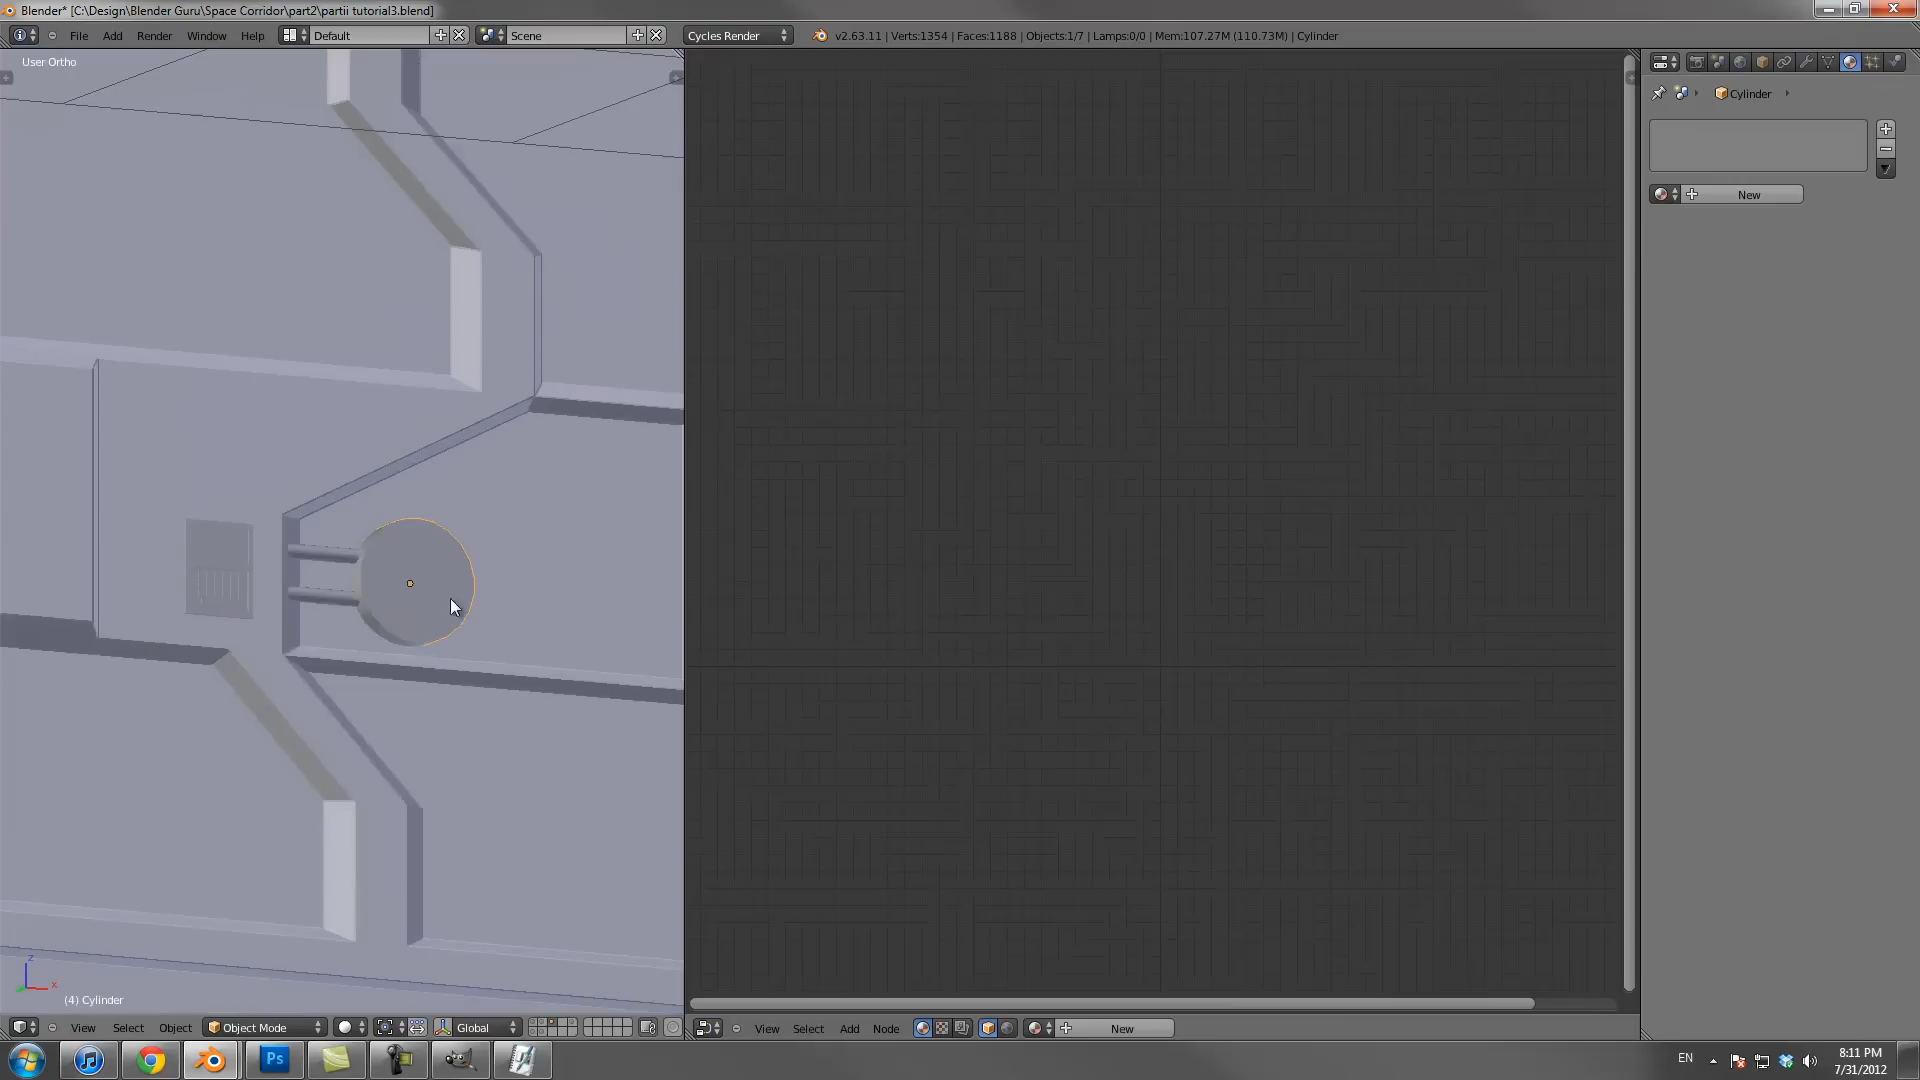 Blender* [C:\Design\Blender Guru\Space Corridor\part2\partii tutorial3.blend]
File Add Render Window Help Default Scene Cycles Render v2.63.11 | Verts:1354 | Faces:1188 | Objects:1/7 | Lamps:0/0 | Mem:107.27M (110.73M) | Cylinder
User Ortho
Cylinder
New
z
x
(4) Cylinder
View Select Object Object Mode Global View Select Add Node New
Ps EN 8:11 PM
7/31/2012